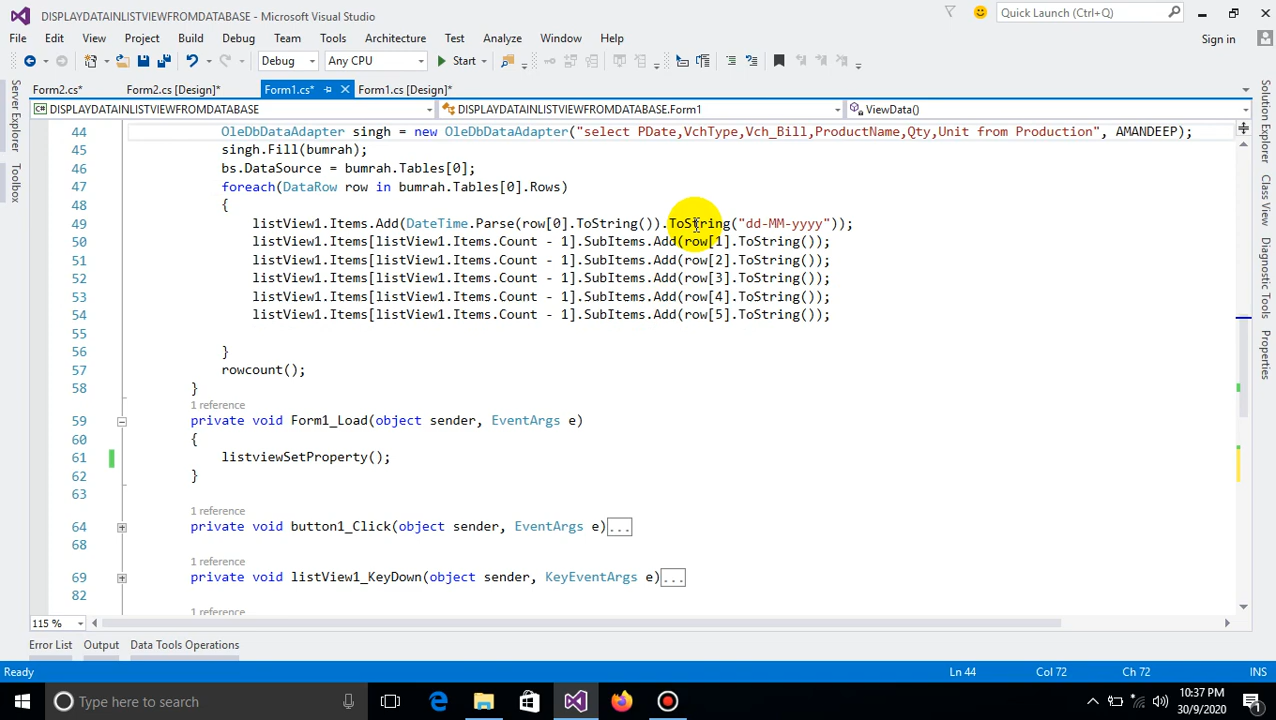 DISPLAYDATAINLISTVIEWFROMDATABASE - Microsoft Visual Studio
Quick Launch (Ctrl+Q)
File Edit View Project Build Debug Team Tools Architecture Test Analyze Window Help
Sign in
Debug Any CPU Start
Form2.cs* Form2.cs [Design]* Form1.cs* Form1.cs [Design]*
DISPLAYDATAINLISTVIEWFROMDATABASE DISPLAYDATAINLISTVIEWFROMDATABASE.Form1 ViewData()
Server Explorer
Toolbox
Solution Explorer
Team Explorer
Diagnostic Tools
Properties
44 OleDbDataAdapter singh = new OleDbDataAdapter("select PDate,VchType,Vch_Bill,ProductName,Qty,Unit from Production", AMANDEEP);
45 singh.Fill(bumrah);
46 bs.DataSource = bumrah.Tables[0];
47 foreach(DataRow row in bumrah.Tables[0].Rows)
48 {
49 listView1.Items.Add(DateTime.Parse(row[0].ToString()).ToString("dd-MM-yyyy"));
50 listView1.Items[listView1.Items.Count - 1].SubItems.Add(row[1].ToString());
51 listView1.Items[listView1.Items.Count - 1].SubItems.Add(row[2].ToString());
52 listView1.Items[listView1.Items.Count - 1].SubItems.Add(row[3].ToString());
53 listView1.Items[listView1.Items.Count - 1].SubItems.Add(row[4].ToString());
54 listView1.Items[listView1.Items.Count - 1].SubItems.Add(row[5].ToString());
55
56 }
57 rowcount();
58 }
1 reference
59 private void Form1_Load(object sender, EventArgs e)
60 {
61 listviewSetProperty();
62 }
63
1 reference
64 private void button1_Click(object sender, EventArgs e)...
68
1 reference
69 private void listView1_KeyDown(object sender, KeyEventArgs e)...
82
1 reference
115 %
Error List Output Data Tools Operations
Ready Ln 44 Col 72 Ch 72 INS
Type here to search
10:37 PM
30/9/2020
1